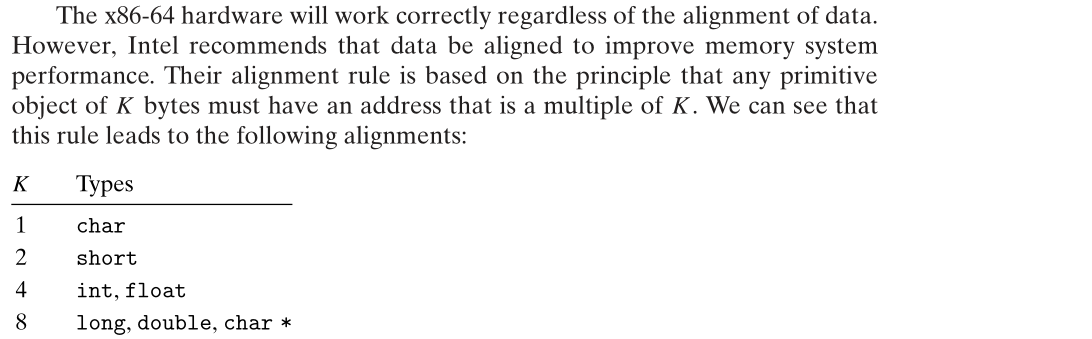 The x86-64 hardware will work correctly regardless of the alignment of data.
However, Intel recommends that data be aligned to improve memory system
performance. Their alignment rule is based on the principle that any primitive
object of K bytes must have an address that is a multiple of K. We can see that
this rule leads to the following alignments:
K Types
1 char
2 short
4 int, float
8 long, double, char *